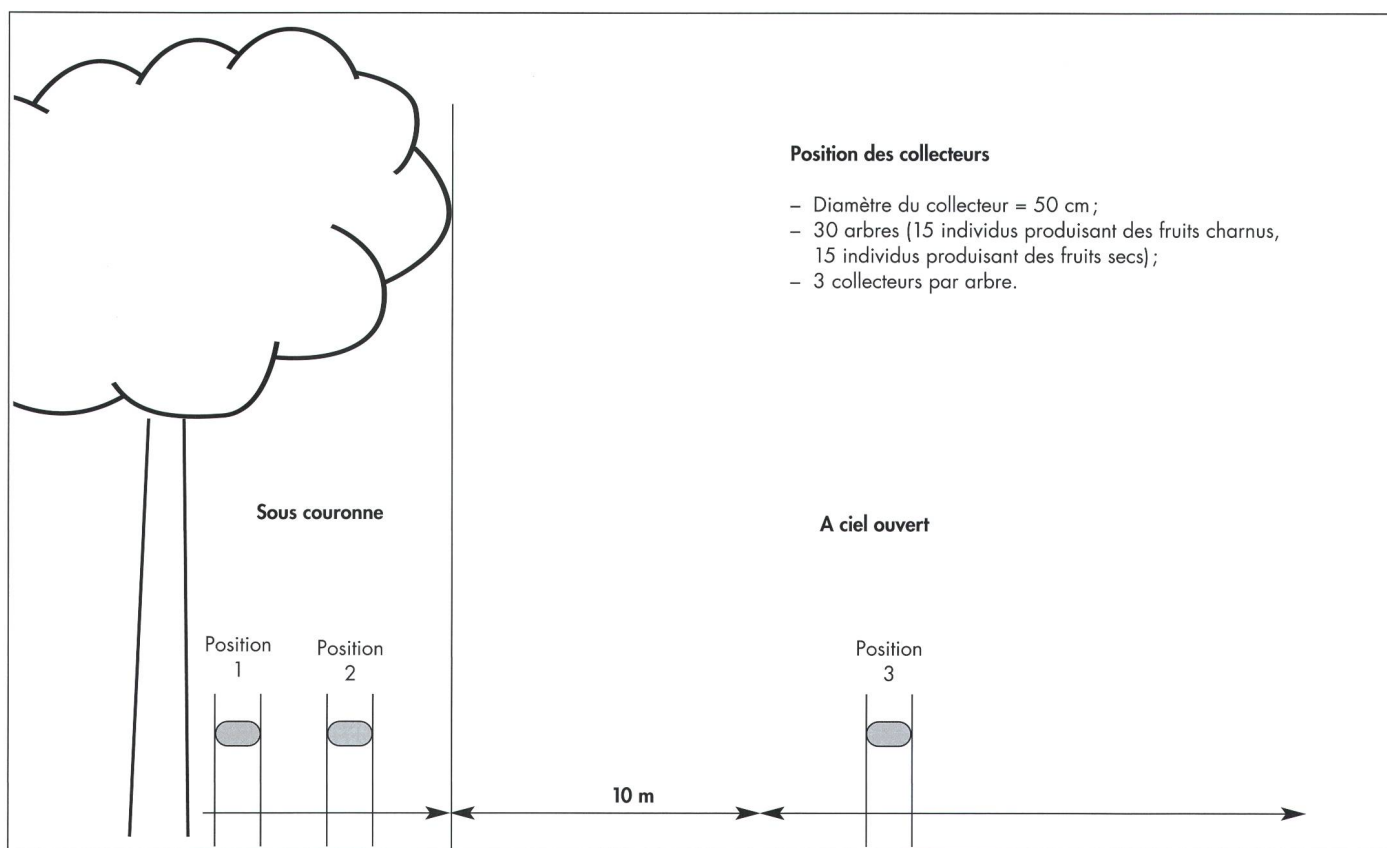 Position des collecteurs
– Diamètre du collecteur = 50 cm ;
– 30 arbres (15 individus produisant des fruits charnus,
15 individus produisant des fruits secs) ;
– 3 collecteurs par arbre.
Sous couronne
A ciel ouvert
Position
1
Position
2
Position
3
10 m